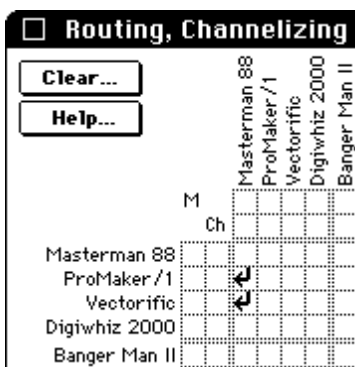 Routing, Channelizing
Clear...
Help...
Masterman 88
ProMaker/1
Vectorific
Digiwhiz 2000
Banger Man II
M
Ch
Masterman 88
ProMaker/1
Vectorific
Digiwhiz 2000
Banger Man II